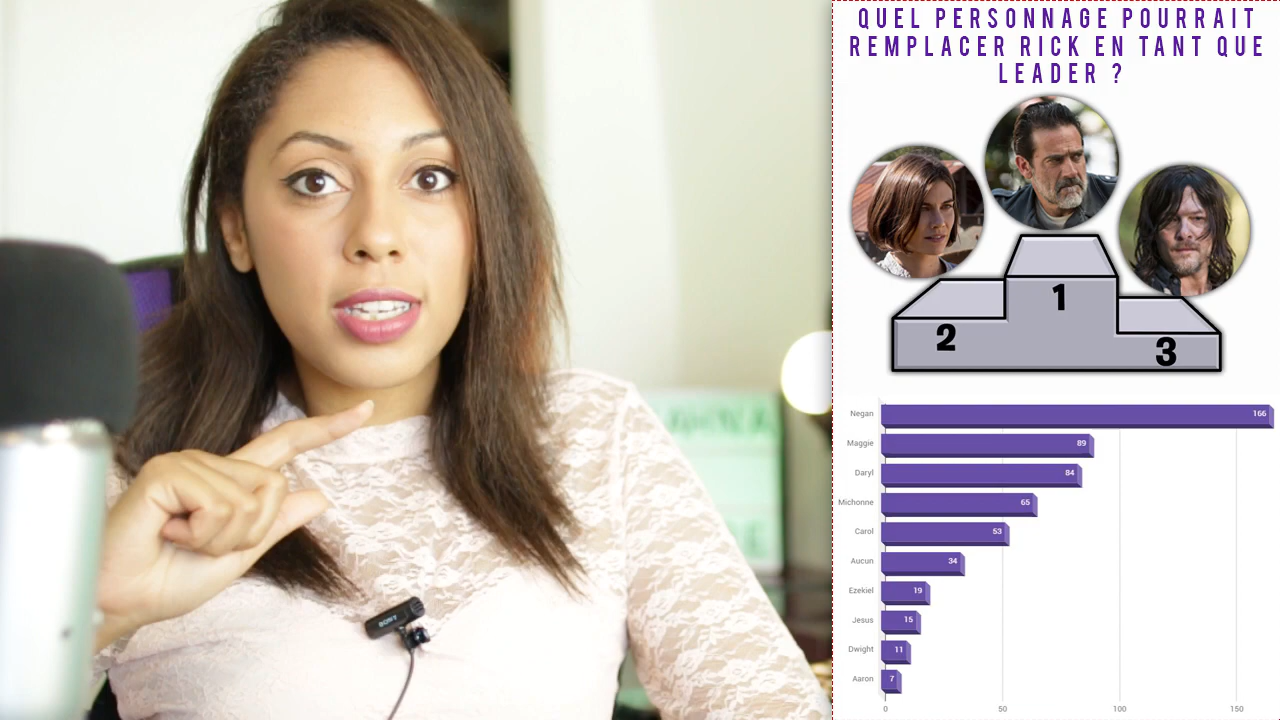 QUEL PERSONNAGE POURRAIT
REMPLACER RICK EN TANT QUE
LEADER ?
1
2
3
Negan 166
Maggie 89
Daryl 84
Michonne 65
Carol 53
Aucun 34
Ezekiel 19
Jesus 15
Dwight 11
Aaron 7
0 50 100 150
SONY